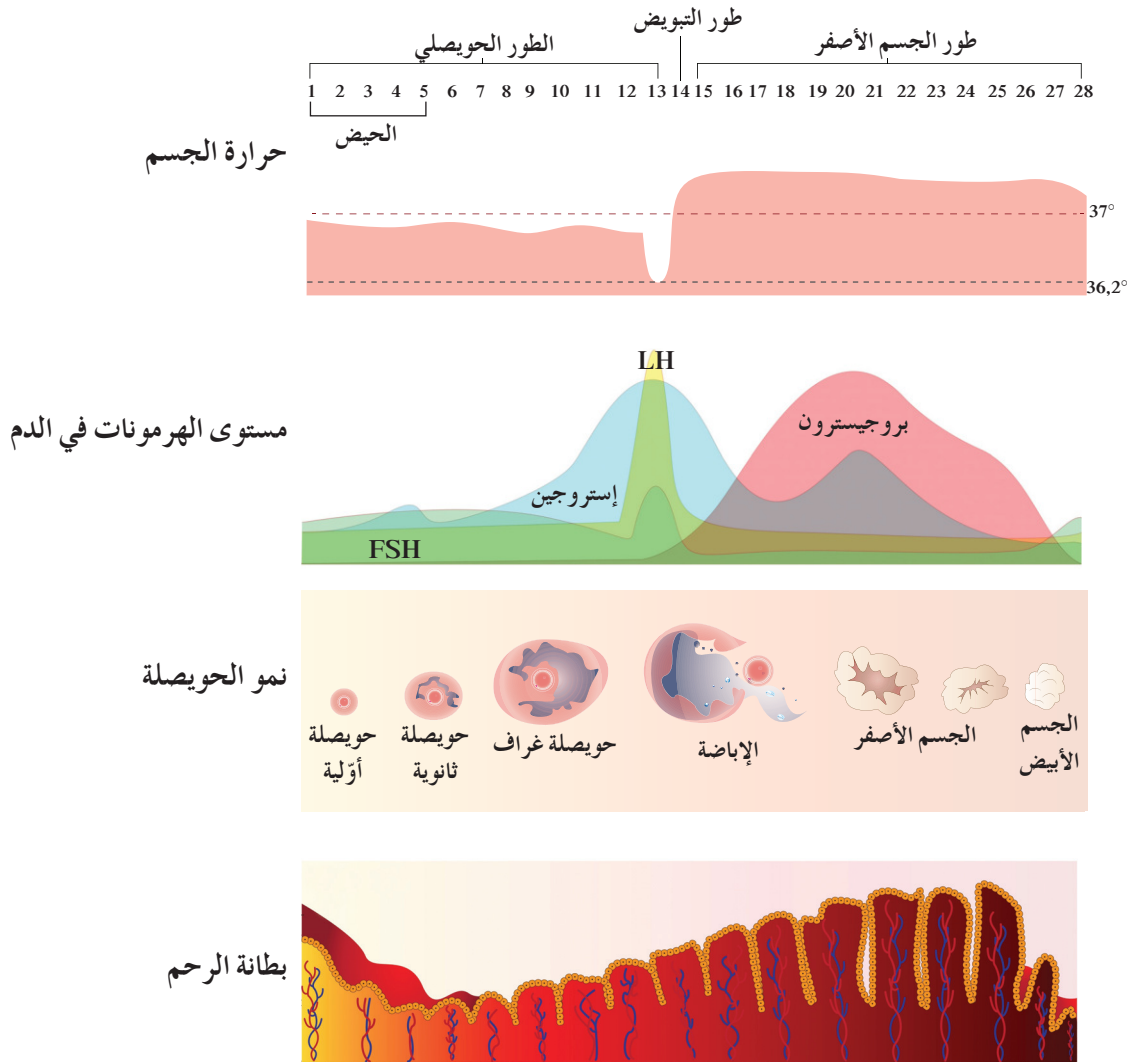 طور التبويض
طور الجسم الأصفر
الطور الحويصلي
1 2 3 4 5 6 7 8 9 10 11 12 13 14 15 16 17 18 19 20 21 22 23 24 25 26 27 28
الحيض
حرارة الجسم
37°
36,2°
LH
بروجيسترون
مستوى الهرمونات في الدم
إستروجين
FSH
نمو الحويصلة
حويصلة
أوّلية
حويصلة
ثانوية
حويصلة غراف
الإباضة
الجسم الأصفر
الجسم
الأبيض
بطانة الرحم